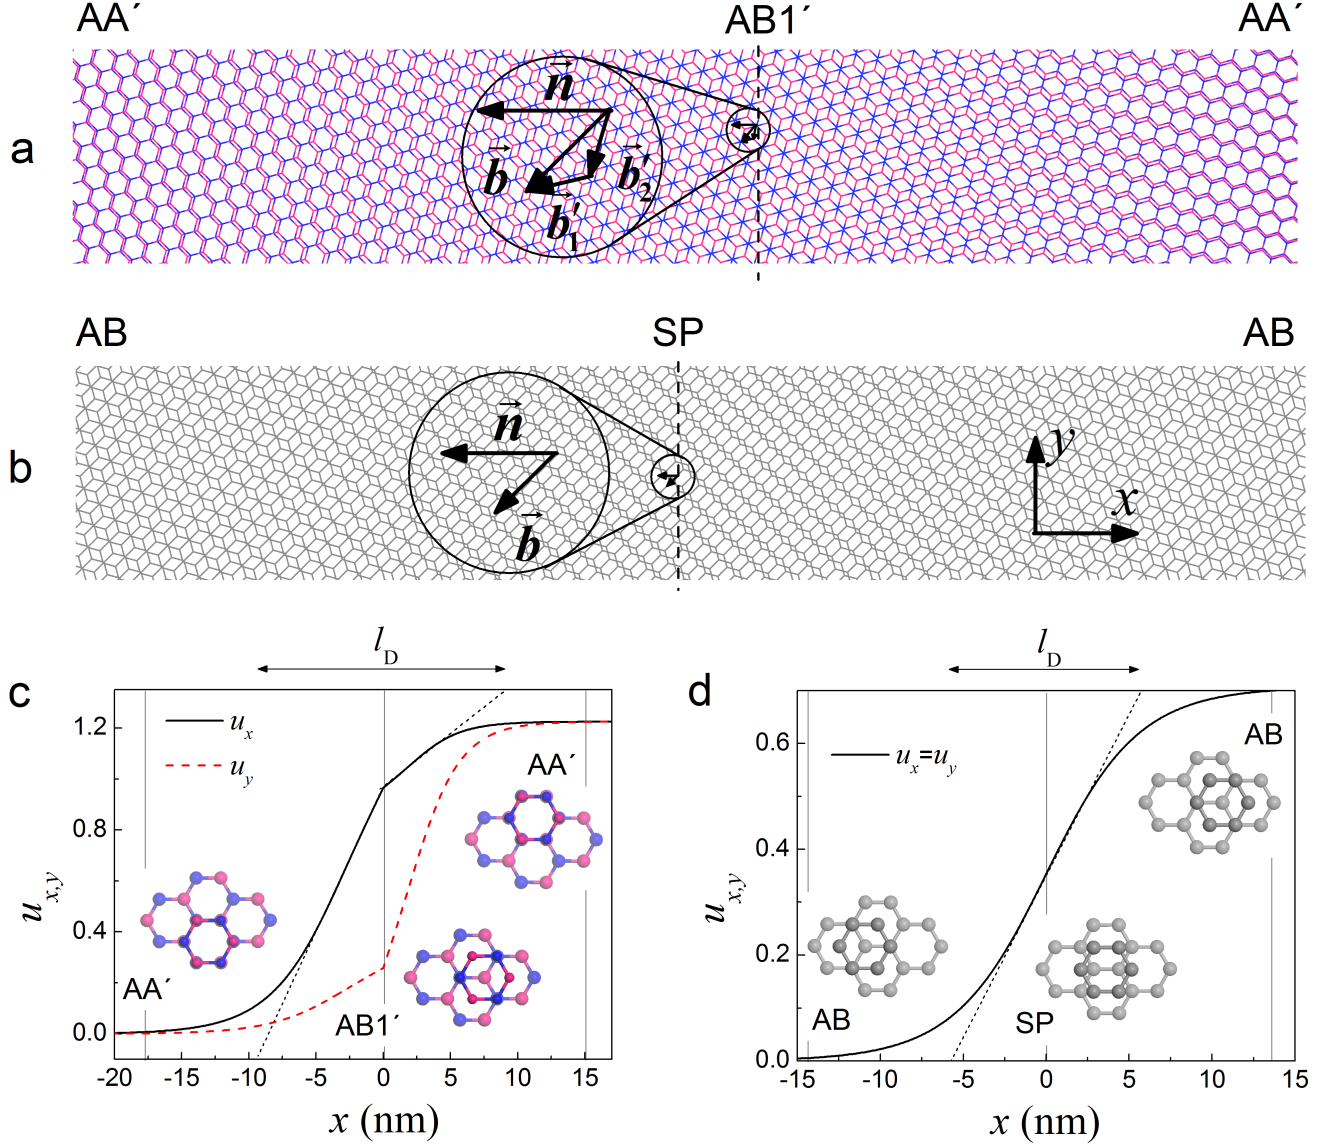 AA´ AB1´ AA´
a
n⃗
b⃗ b⃗′₂
b⃗′₁
AB SP AB
b
n⃗ y
b⃗ x
l_D l_D
c d
1.2 u_x
u_y
0.8
0.4
0.0
u_x,y
AA´
AA´
AB1´
-20 -15 -10 -5 0 5 10 15
x (nm)
0.6 u_x=u_y
0.4
0.2
0.0
u_x,y
AB
AB
SP
-15 -10 -5 0 5 10 15
x (nm)